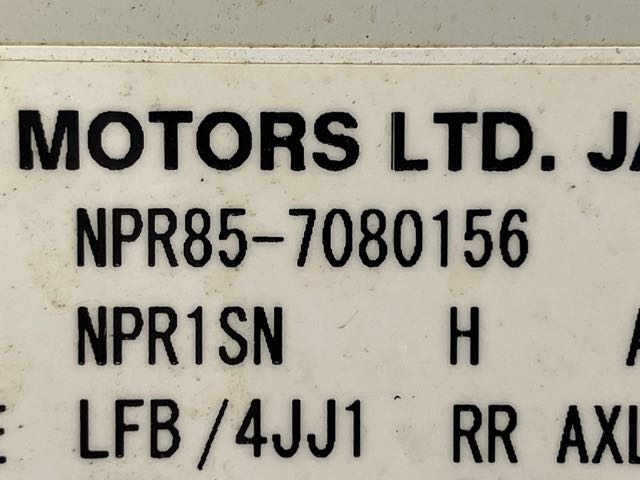 MOTORS LTD. JA
NPR85-7080156
NPR1SN H A
E LFB/4JJ1 RR AXL